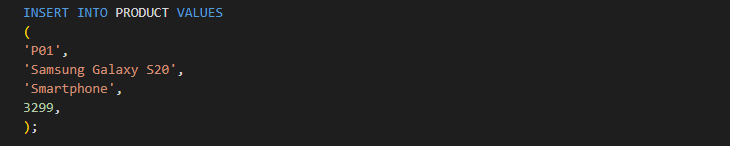 INSERT INTO PRODUCT VALUES
(
'P01',
'Samsung Galaxy S20',
'Smartphone',
3299,
);